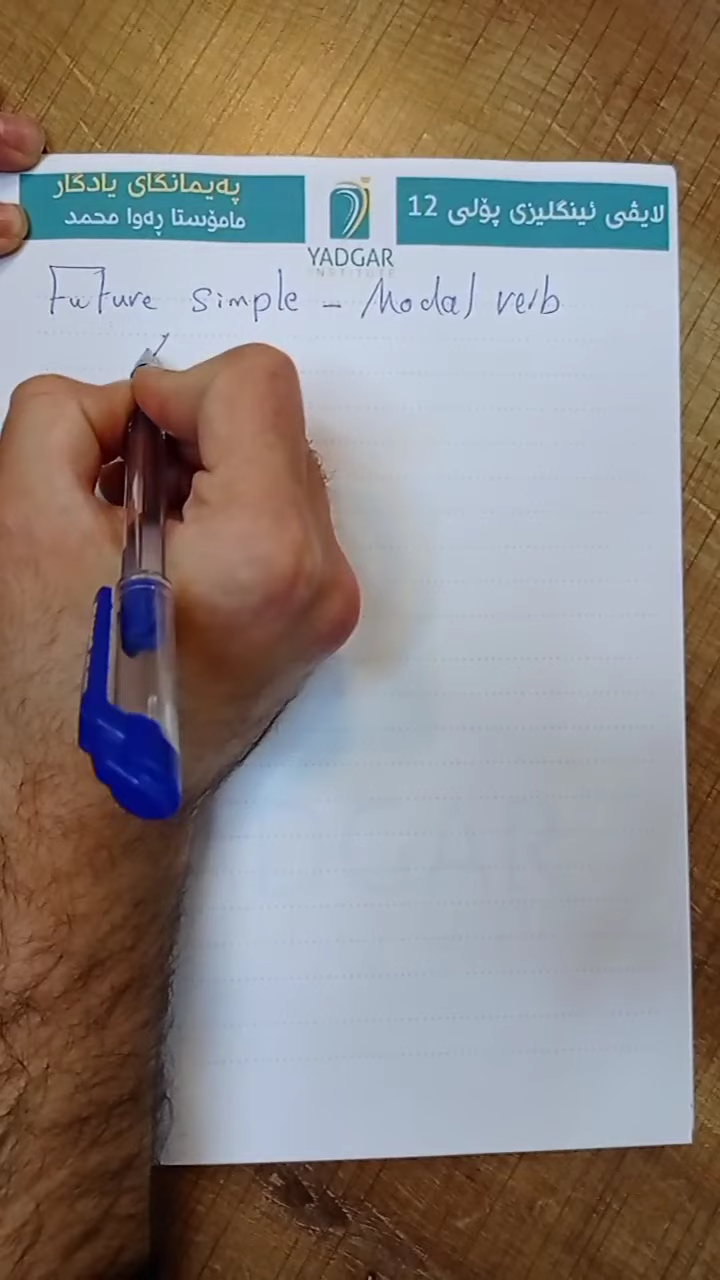 پەیمانگای یادگار
مامۆستا ڕەوا محمد
YADGAR
INSTITUTE
لایڤی ئینگلیزی پۆلی 12
Future simple - Modal verb